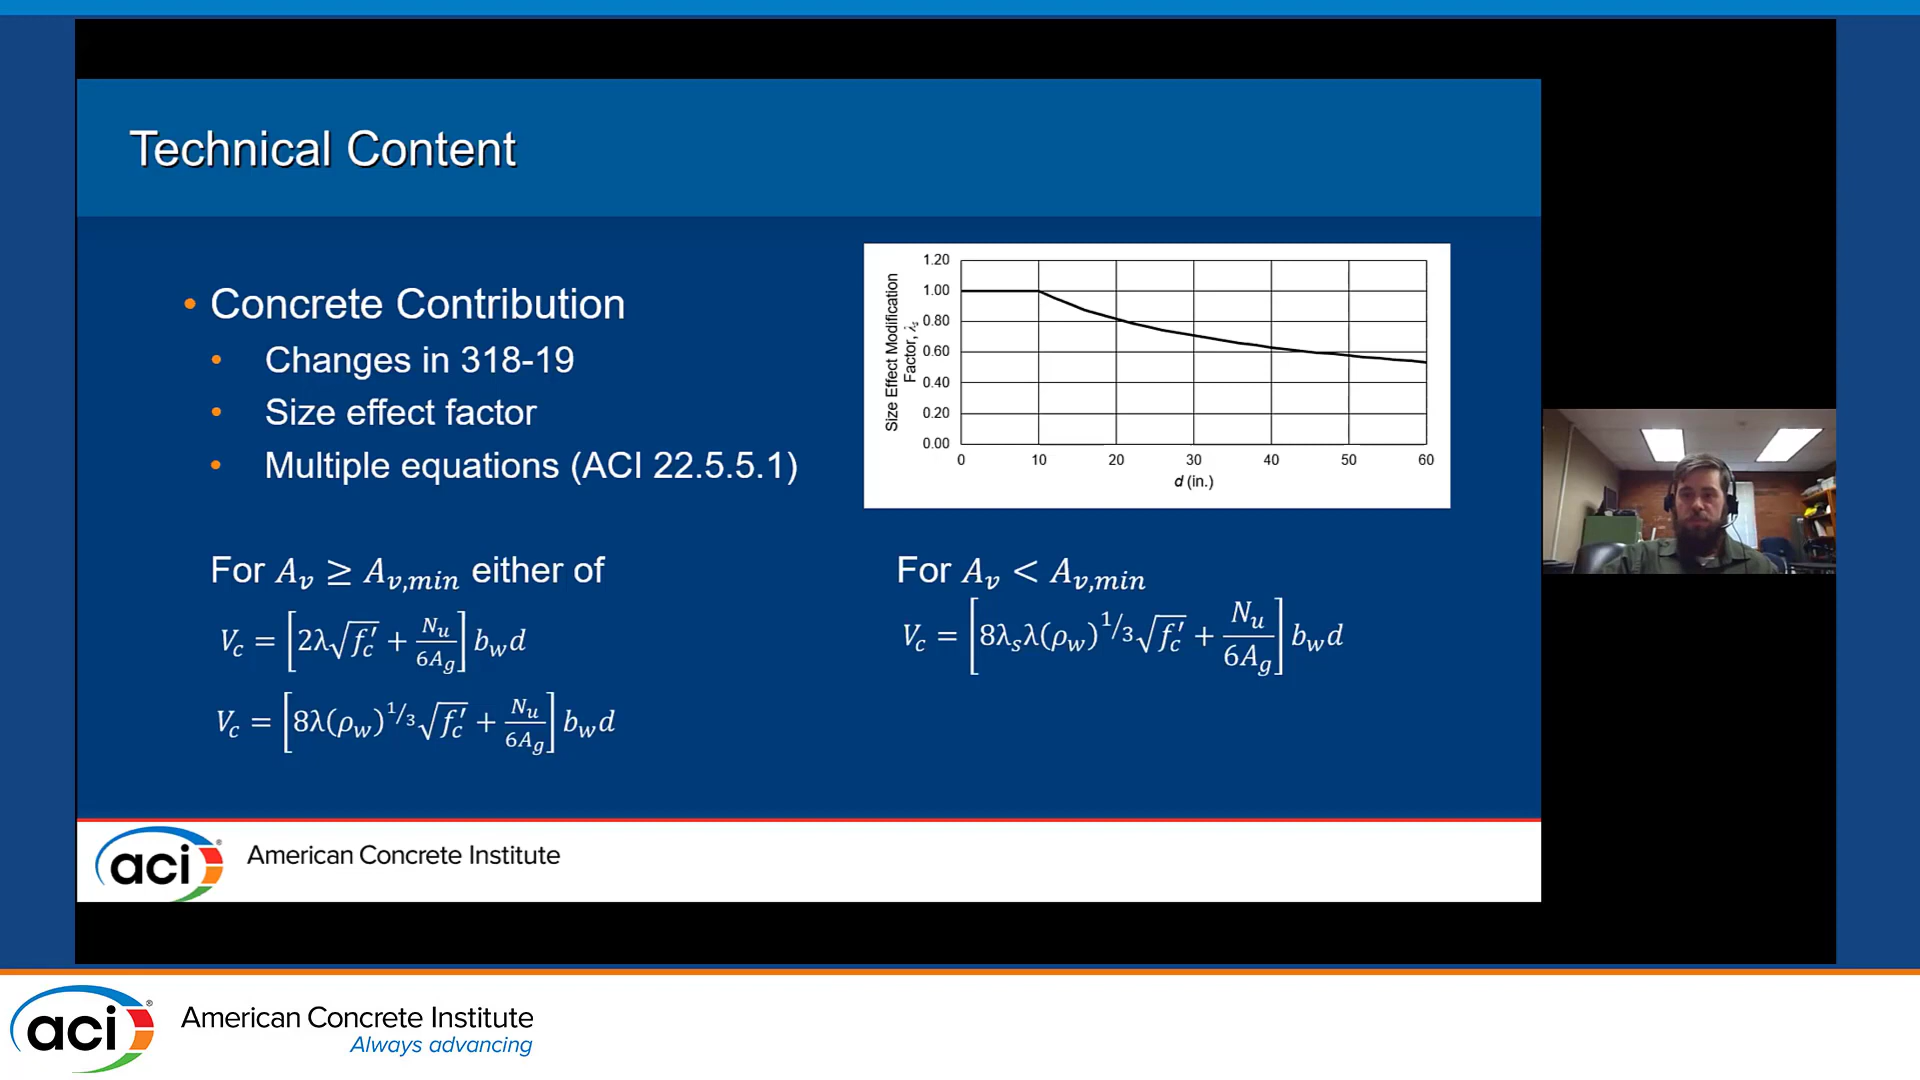 Technical Content
• Concrete Contribution
• Changes in 318-19
• Size effect factor
• Multiple equations (ACI 22.5.5.1)
Size Effect Modification
Factor, λs
1.20
1.00
0.80
0.60
0.40
0.20
0.00
0 10 20 30 40 50 60
d (in.)
For Av ≥ Av,min either of
Vc = [2λ√fc′ + Nu/6Ag] bwd
Vc = [8λ(ρw)^1/3 √fc′ + Nu/6Ag] bwd
For Av < Av,min
Vc = [8λsλ(ρw)^1/3 √fc′ + Nu/6Ag] bwd
aci® American Concrete Institute
aci® American Concrete Institute
Always advancing